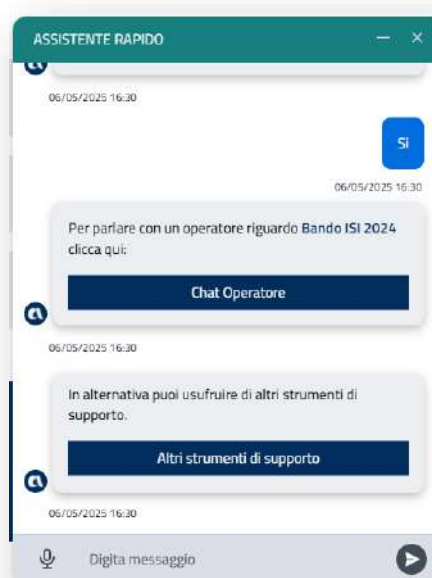 ASSISTENTE RAPIDO
06/05/2025 16:30
Si
06/05/2025 16:30
Per parlare con un operatore riguardo Bando ISI 2024
clicca qui:
Chat Operatore
06/05/2025 16:30
In alternativa puoi usufruire di altri strumenti di
supporto.
Altri strumenti di supporto
06/05/2025 16:30
Digita messaggio